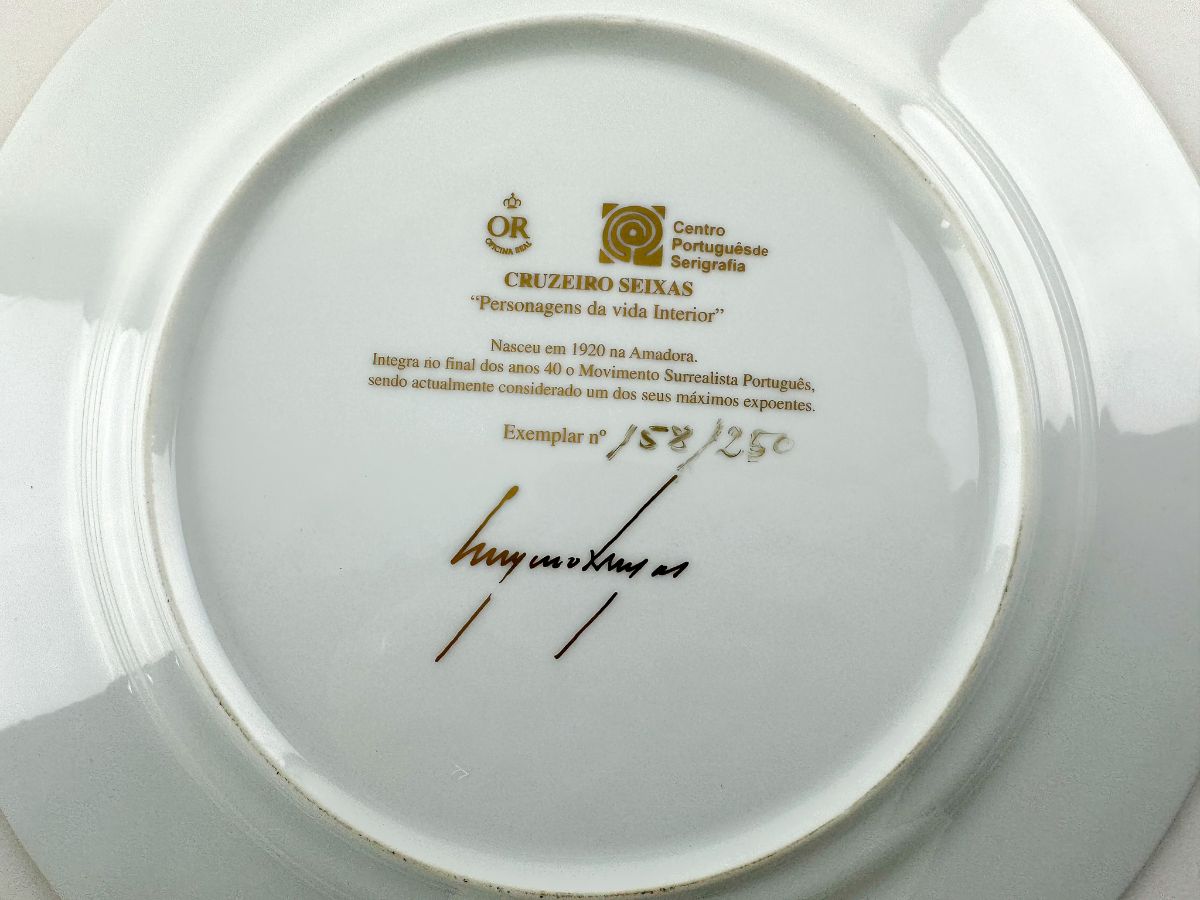 OR
OFICINA REAL
Centro
Portuguêsde
Serigrafia
CRUZEIRO SEIXAS
“Personagens da vida Interior”
Nasceu em 1920 na Amadora.
Integra no final dos anos 40 o Movimento Surrealista Português,
sendo actualmente considerado um dos seus máximos expoentes.
Exemplar nº 158/250